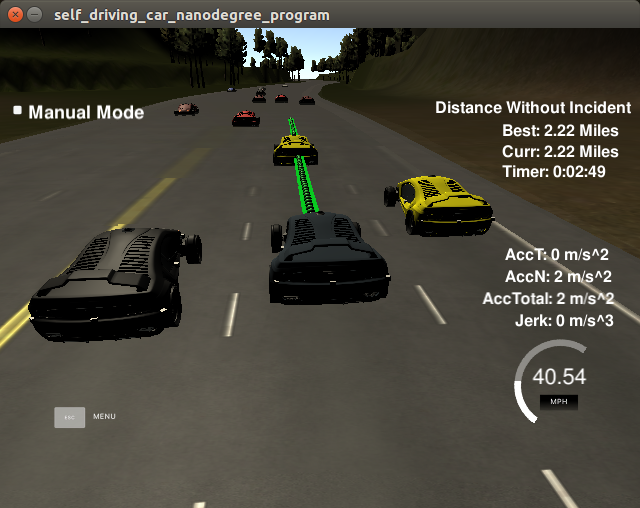 self_driving_car_nanodegree_program
Manual Mode
Distance Without Incident
Best: 2.22 Miles
Curr: 2.22 Miles
Timer: 0:02:49
AccT: 0 m/s^2
AccN: 2 m/s^2
AccTotal: 2 m/s^2
Jerk: 0 m/s^3
40.54
MPH
ESC MENU